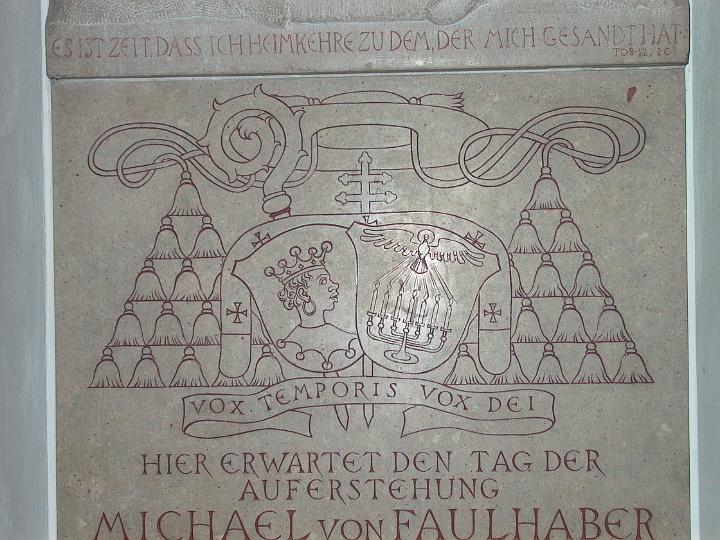 ES IST ZEIT, DASS ICH HEIMKEHRE ZU DEM, DER MICH GESANDT HAT.
TOB. 12/20
VOX TEMPORIS VOX DEI
HIER ERWARTET DEN TAG DER
AUFERSTEHUNG
MICHAEL VON FAULHABER